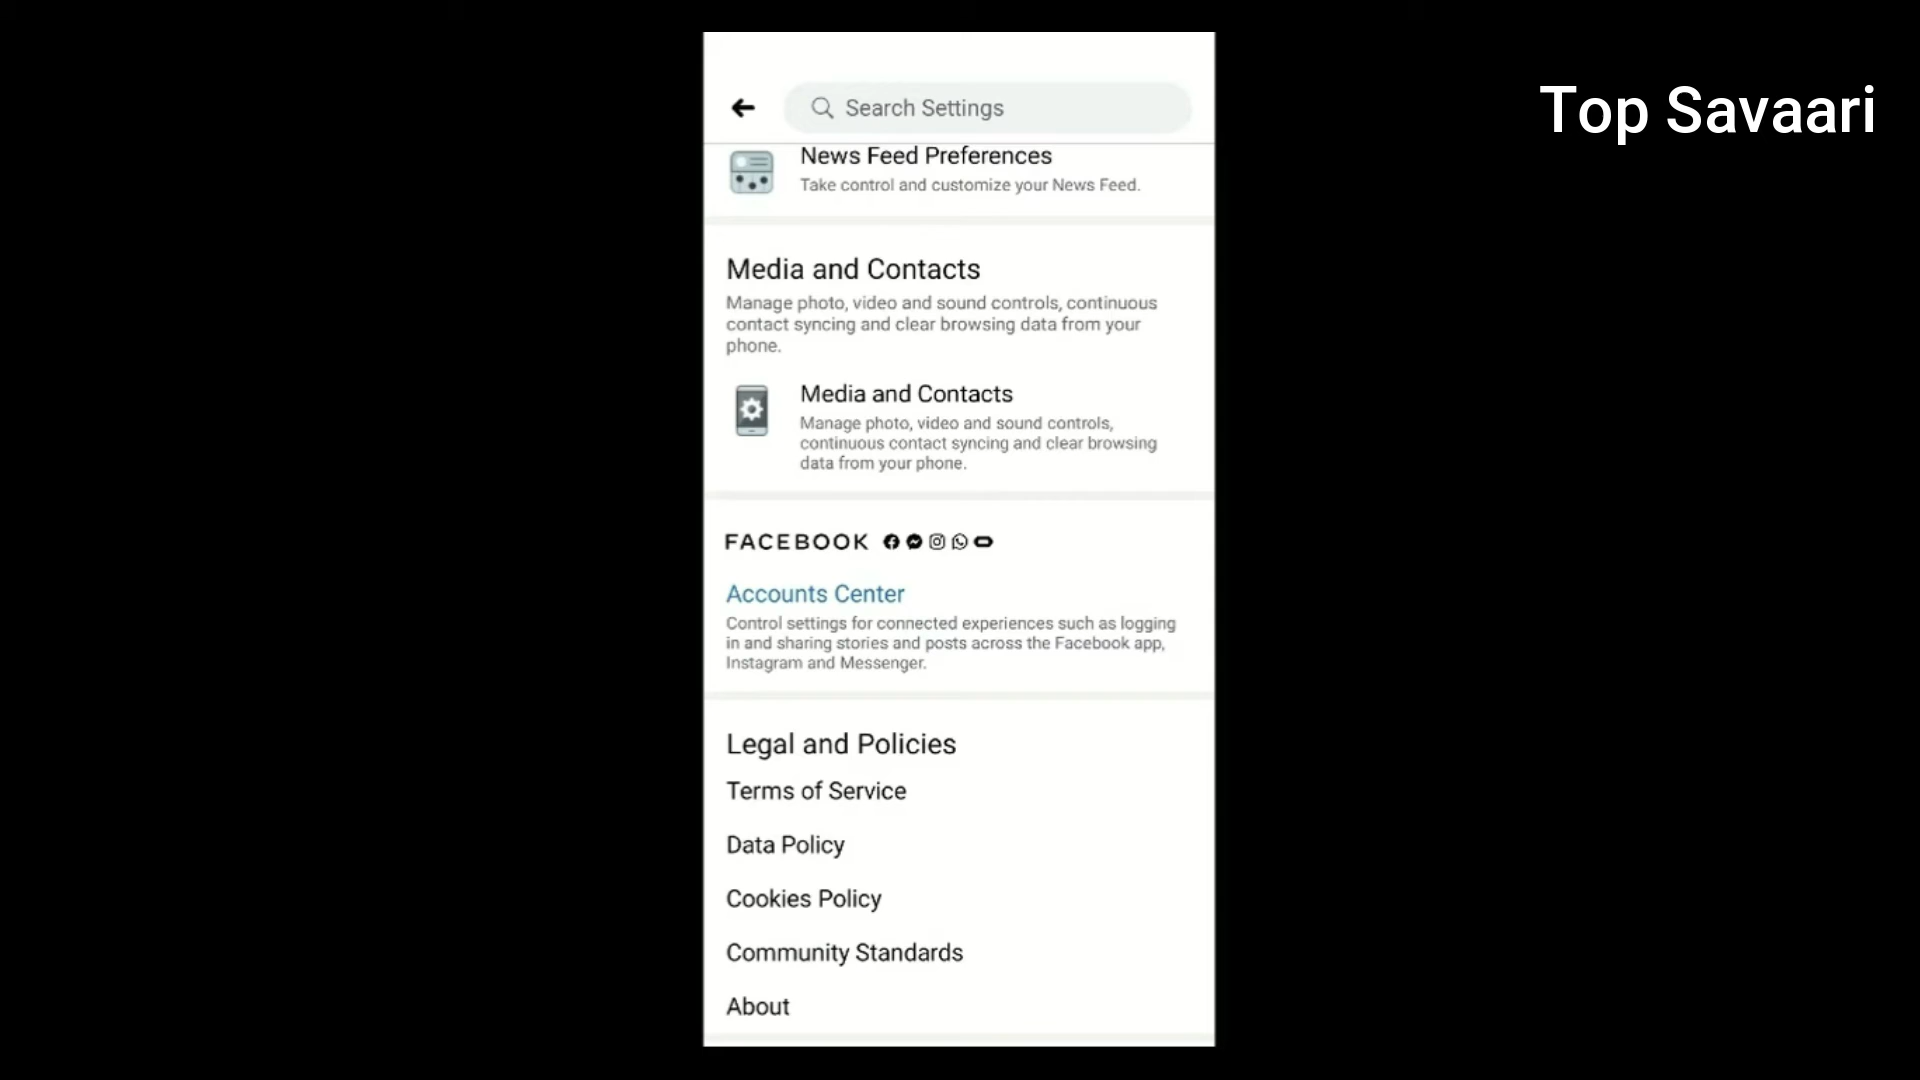 Top Savaari
Search Settings
News Feed Preferences
Take control and customize your News Feed.
Media and Contacts
Manage photo, video and sound controls, continuous
contact syncing and clear browsing data from your
phone.
Media and Contacts
Manage photo, video and sound controls,
continuous contact syncing and clear browsing
data from your phone.
FACEBOOK
Accounts Center
Control settings for connected experiences such as logging
in and sharing stories and posts across the Facebook app,
Instagram and Messenger.
Legal and Policies
Terms of Service
Data Policy
Cookies Policy
Community Standards
About